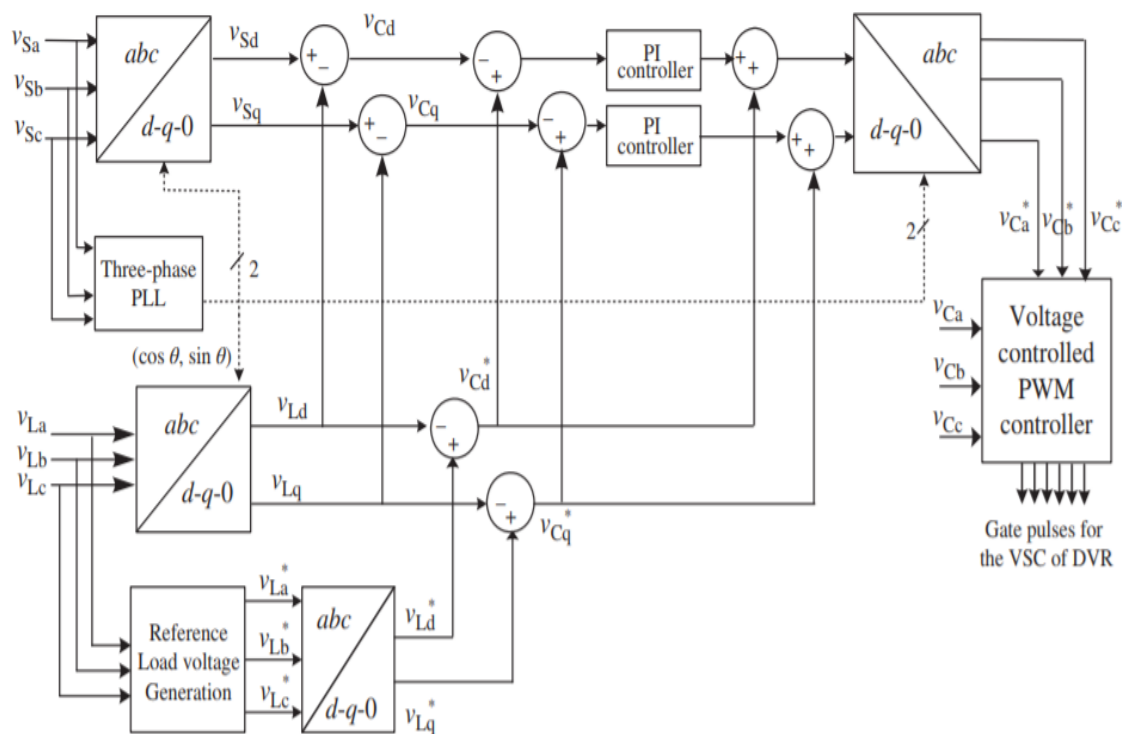 vSa
vSb
vSc
abc
d-q-0
vSd
vSq
+
−
vCd
+
−
vCq
−
+
−
+
PI
controller
PI
controller
+
+
+
+
abc
d-q-0
vCa*
vCb*
vCc*
2
Three-phase
PLL
2
(cos θ, sin θ)
vLa
vLb
vLc
abc
d-q-0
vLd
vLq
vCd*
−
+
−
+
vCq*
vCa
vCb
vCc
Voltage
controlled
PWM
controller
Gate pulses for
the VSC of DVR
Reference
Load voltage
Generation
vLa*
vLb*
vLc*
abc
d-q-0
vLd*
vLq*